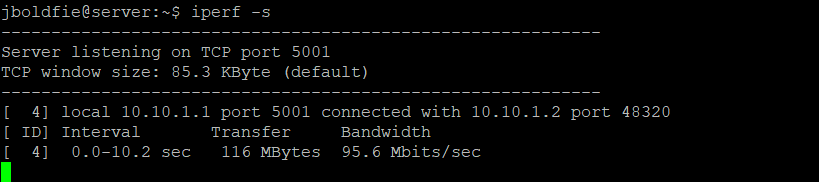 jboldfie@server:~$ iperf -s
------------------------------------------------------------
Server listening on TCP port 5001
TCP window size: 85.3 KByte (default)
------------------------------------------------------------
[  4] local 10.10.1.1 port 5001 connected with 10.10.1.2 port 48320
[ ID] Interval       Transfer     Bandwidth
[  4]  0.0-10.2 sec   116 MBytes  95.6 Mbits/sec